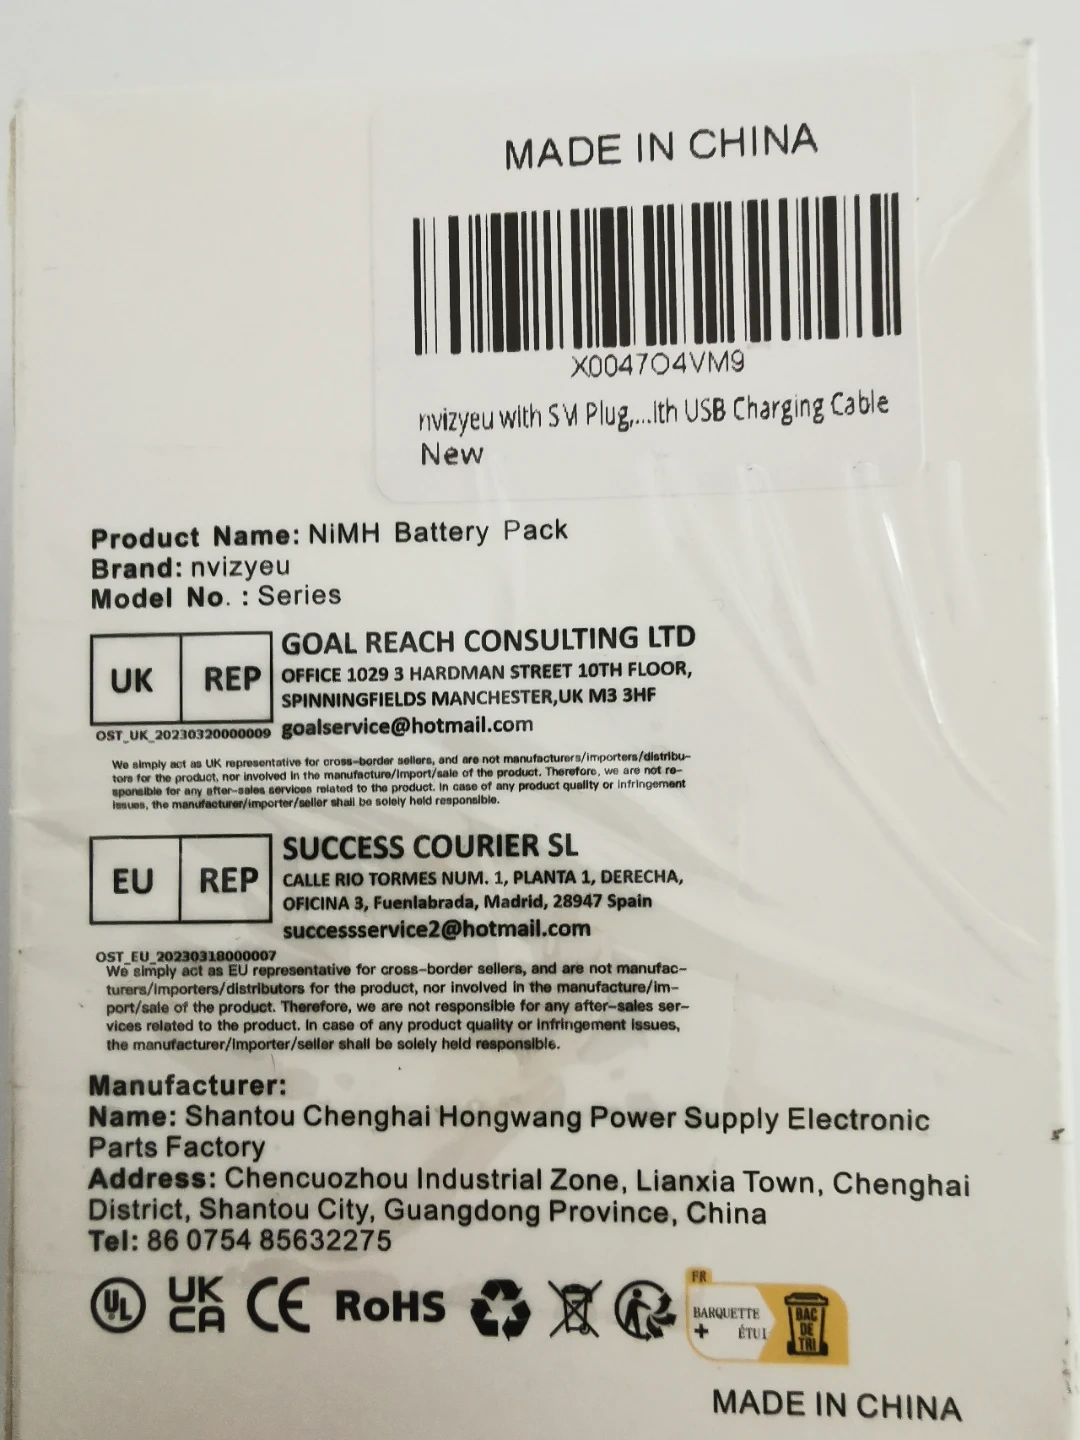 MADE IN CHINA
X0047O4VM9
nvizyeu with SM Plug,...ith USB Charging Cable
New
Product Name: NiMH Battery Pack
Brand: nvizyeu
Model No. : Series
UK REP
GOAL REACH CONSULTING LTD
OFFICE 1029 3 HARDMAN STREET 10TH FLOOR,
SPINNINGFIELDS MANCHESTER,UK M3 3HF
OST_UK_20230320000009
goalservice@hotmail.com
We simply act as UK representative for cross-border sellers, and are not manufacturers/importers/distribu-
tors for the product, nor involved in the manufacture/import/sale of the product. Therefore, we are not re-
sponsible for any after-sales services related to the product. In case of any product quality or infringement
issues, the manufacturer/importer/seller shall be solely held responsible.
EU REP
SUCCESS COURIER SL
CALLE RIO TORMES NUM. 1, PLANTA 1, DERECHA,
OFICINA 3, Fuenlabrada, Madrid, 28947 Spain
successservice2@hotmail.com
OST_EU_20230318000007
We simply act as EU representative for cross-border sellers, and are not manufac-
turers/importers/distributors for the product, nor involved in the manufacture/im-
port/sale of the product. Therefore, we are not responsible for any after-sales ser-
vices related to the product. In case of any product quality or infringement issues,
the manufacturer/importer/seller shall be solely held responsible.
Manufacturer:
Name: Shantou Chenghai Hongwang Power Supply Electronic
Parts Factory
Address: Chencuozhou Industrial Zone, Lianxia Town, Chenghai
District, Shantou City, Guangdong Province, China
Tel: 86 0754 85632275
UL
UK
CA
CE
RoHS
FR
BARQUETTE
+ ÉTUI
BAC
DE
TRI
MADE IN CHINA